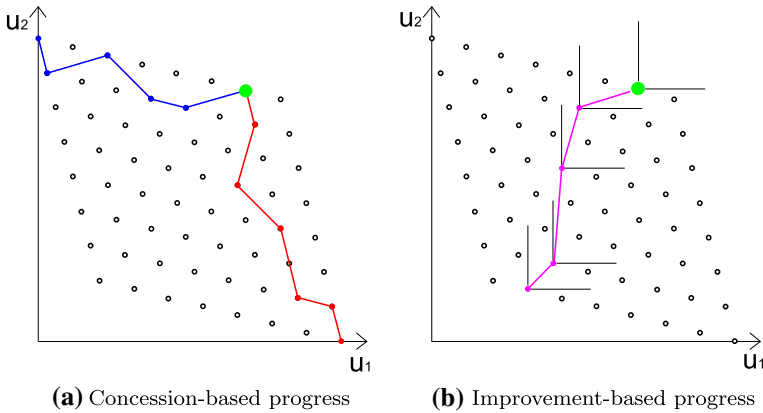 u2
u1
(a) Concession-based progress
u2
u1
(b) Improvement-based progress